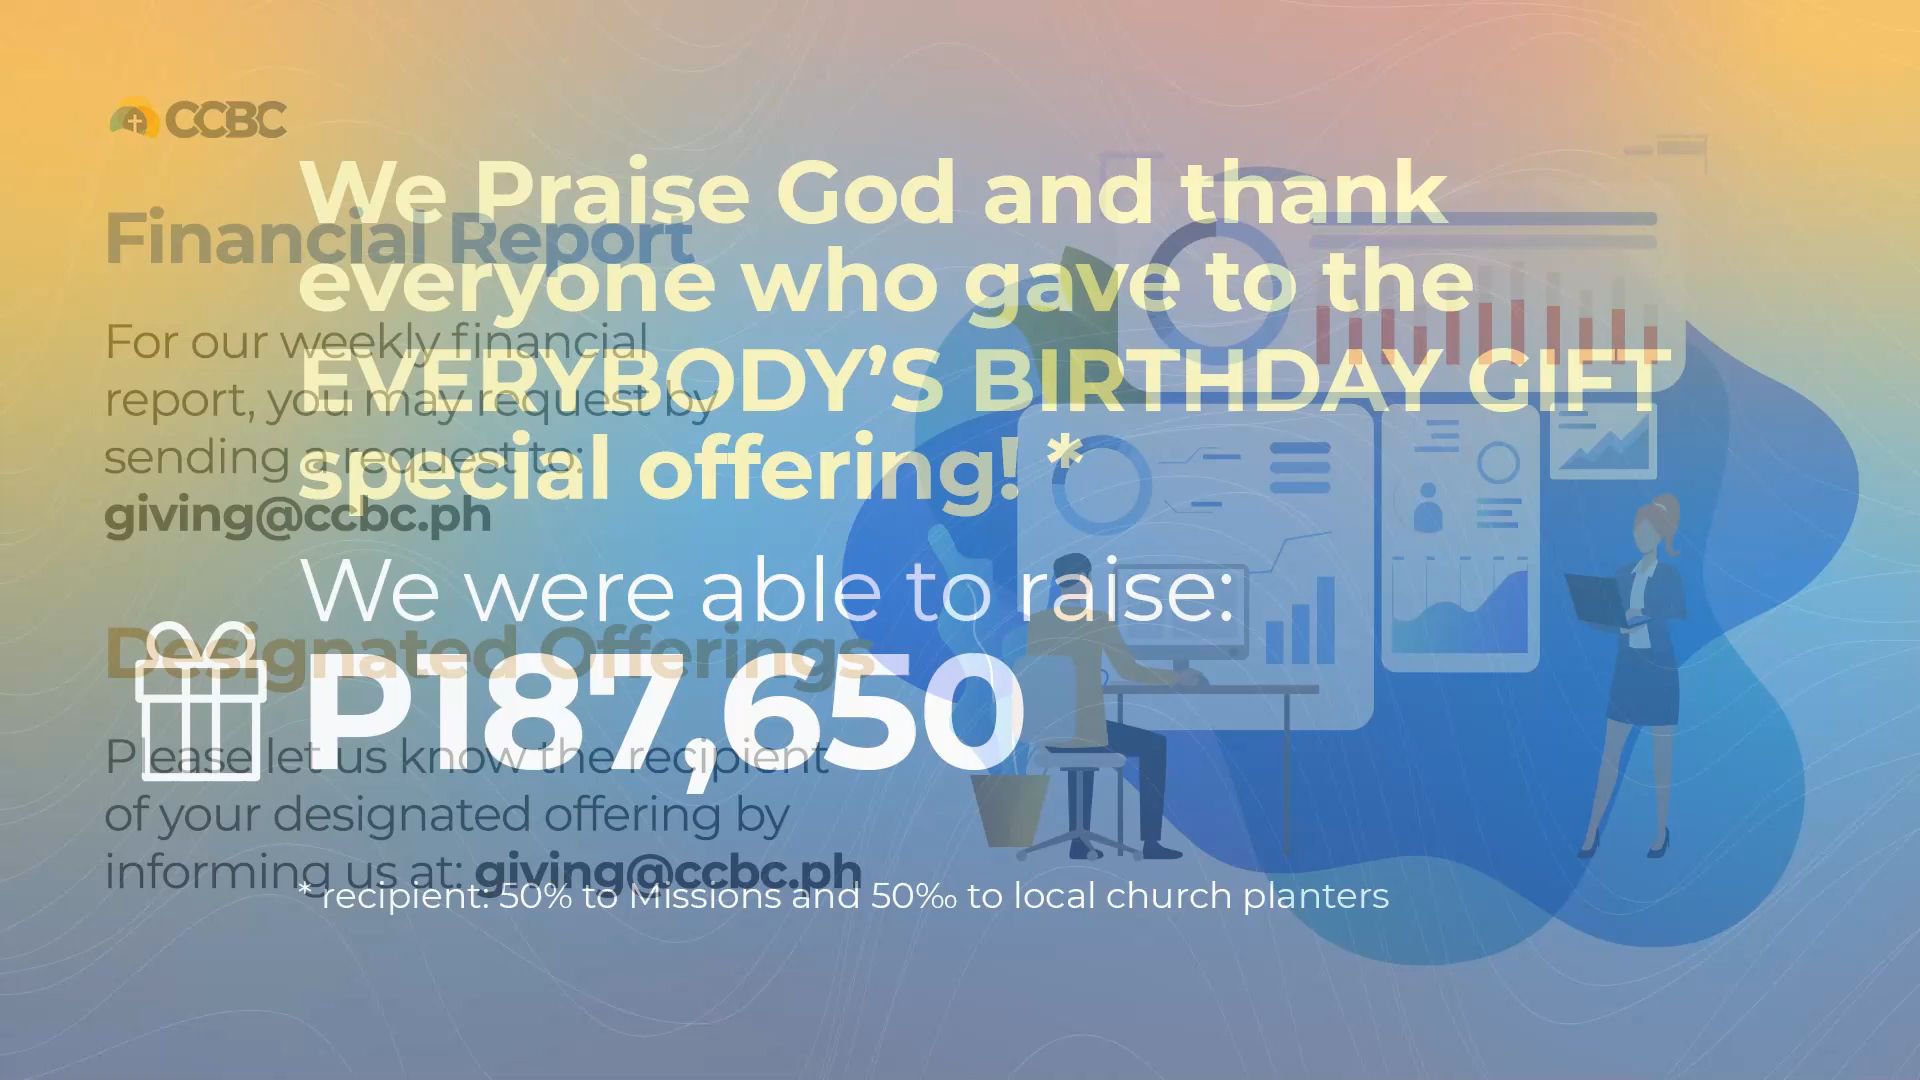 CCBC
Financial Report
For our weekly financial
report, you may request by
sending a request to:
giving@ccbc.ph
Designated Offerings
Please let us know the recipient
of your designated offering by
informing us at: giving@ccbc.ph
We Praise God and thank
everyone who gave to the
EVERYBODY’S BIRTHDAY GIFT
special offering! *
We were able to raise:
P187,650
* recipient: 50% to Missions and 50‰ to local church planters